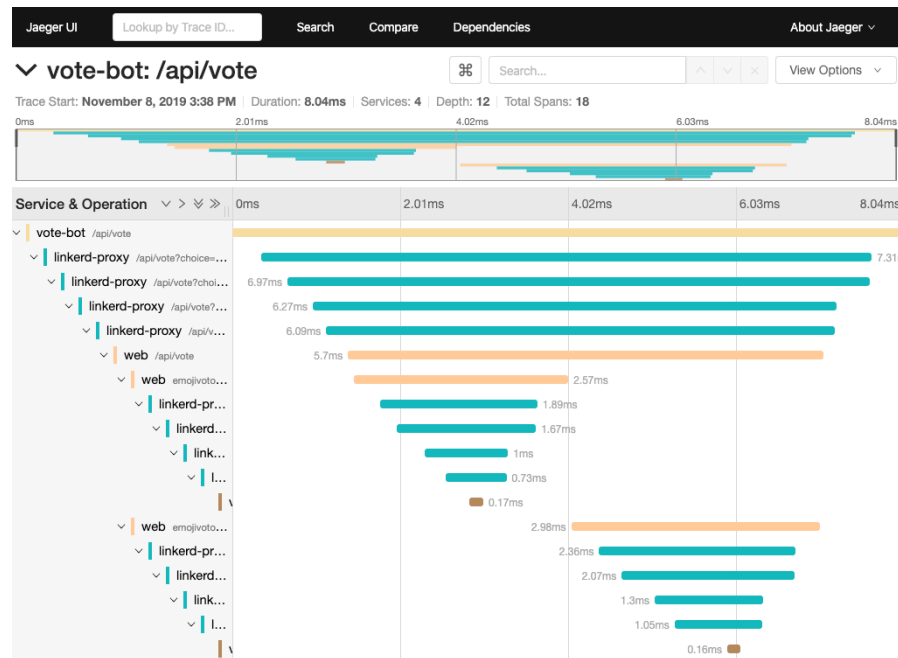 Jaeger UI Lookup by Trace ID... Search Compare Dependencies About Jaeger
vote-bot: /api/vote ⌘ Search... View Options
Trace Start: November 8, 2019 3:38 PM Duration: 8.04ms Services: 4 Depth: 12 Total Spans: 18
0ms 2.01ms 4.02ms 6.03ms 8.04ms
Service & Operation 0ms 2.01ms 4.02ms 6.03ms 8.04ms
vote-bot /api/vote
linkerd-proxy /api/vote?choice=... 7.31
linkerd-proxy /api/vote?choi... 6.97ms
linkerd-proxy /api/vote?... 6.27ms
linkerd-proxy /api/v... 6.09ms
web /api/vote 5.7ms
web emojivoto... 2.57ms
linkerd-pr... 1.89ms
linkerd... 1.67ms
link... 1ms
l... 0.73ms
0.17ms
web emojivoto... 2.98ms
linkerd-pr... 2.36ms
linkerd... 2.07ms
link... 1.3ms
l... 1.05ms
0.16ms